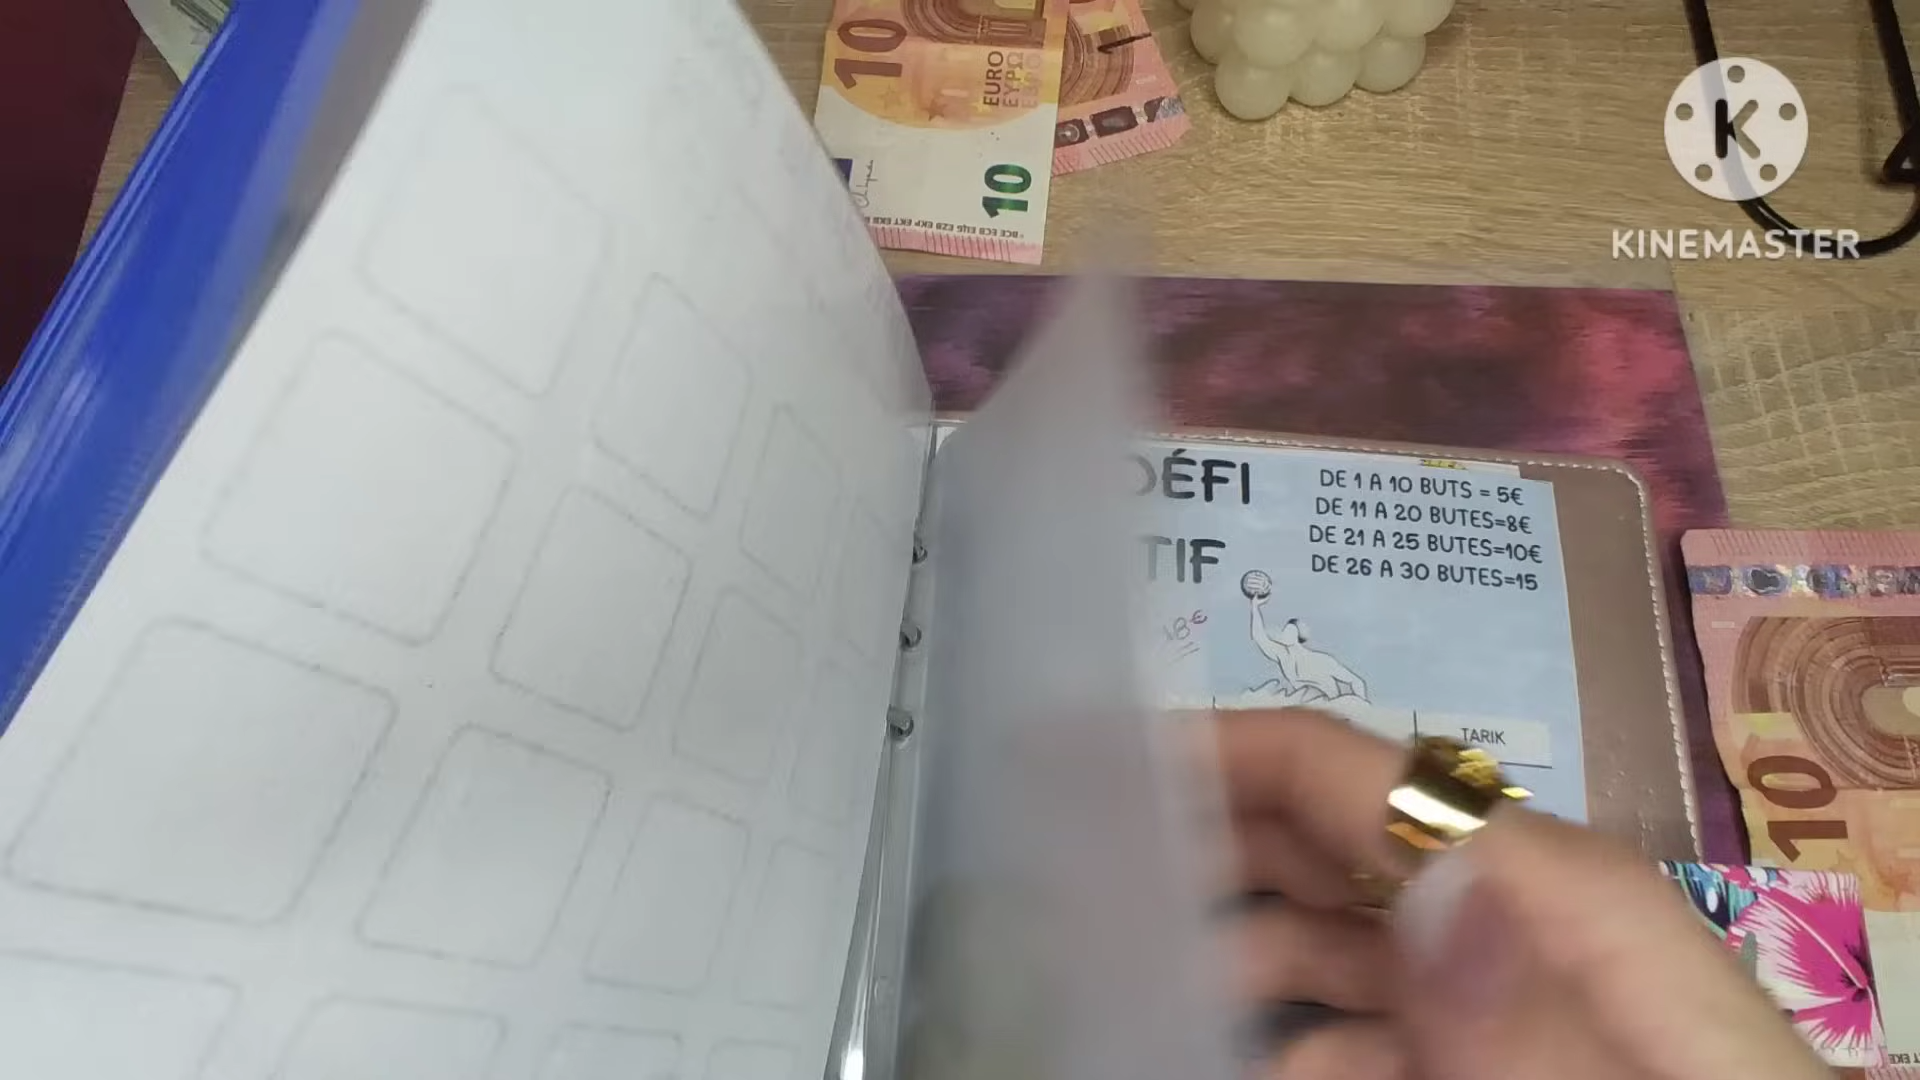 10
EURO
ΕΥΡΩ
ЕВРО
10
K
KINEMASTER
DÉFI
TIF
DE 1 A 10 BUTS = 5€
DE 11 A 20 BUTES=8€
DE 21 A 25 BUTES=10€
DE 26 A 30 BUTES=15
18€
TARIK
10